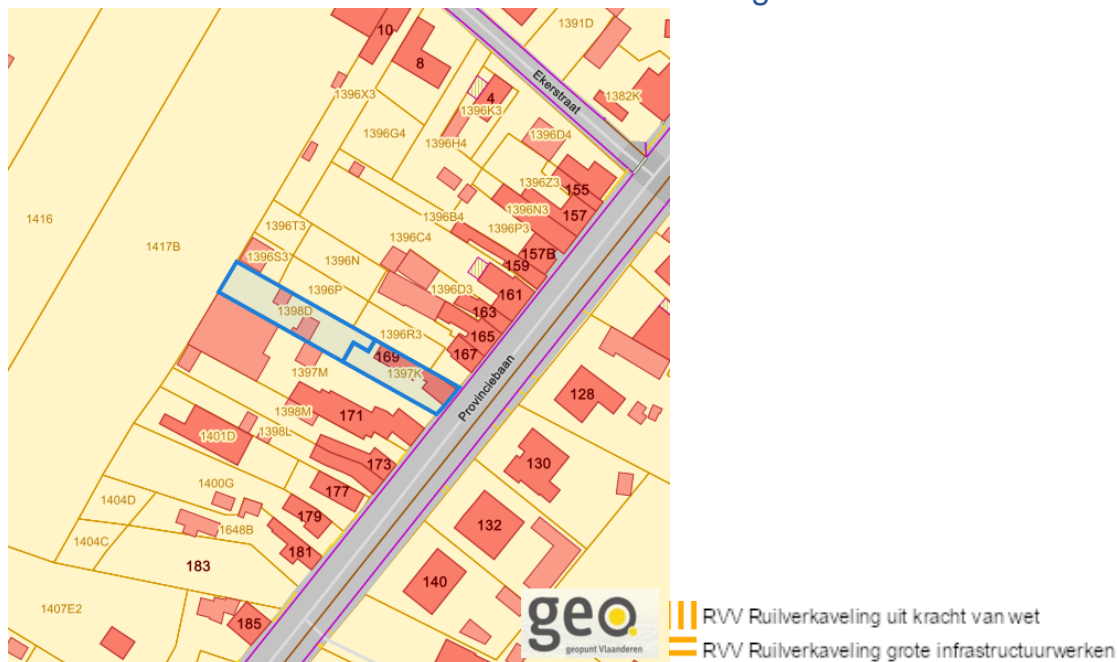 10
8
1391D
Ekerstraat
1382K
4
1396K3
1396X3
1396G4
1396H4
1396D4
1396Z3
155
1396N3
157
1396B4
1396P3
1416
1417B
1396T3
1396C4
157B
159
1396S3
1396N
1396D3
161
1396P
163
1398D
1396R3
165
167
169
1397K
1397M
Provinciebaan
128
1398M
171
1401D
1398L
173
130
1400G
177
1404D
179
132
1648B
1404C
181
183
140
1407E2
185
geo
geopunt Vlaanderen
RVV Ruilverkaveling uit kracht van wet
RVV Ruilverkaveling grote infrastructuurwerken